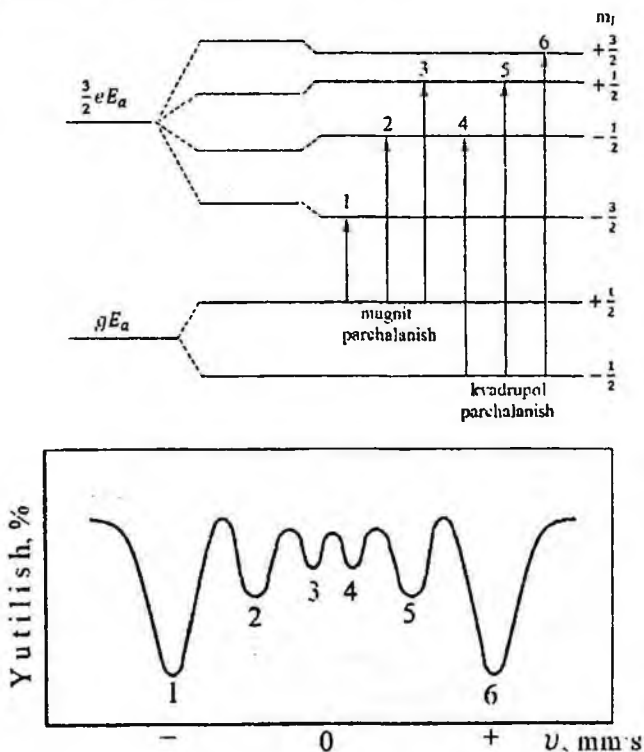 m_I
6
+3/2
3 5
+1/2
3/2 eE_a
2 4
−1/2
1
−3/2
+1/2
magnit
parchalanish
gE_a
−1/2
kvadrupol
parchalanish
Yutilish, %
3 4
2 5
1 6
− 0 + υ, mm/s